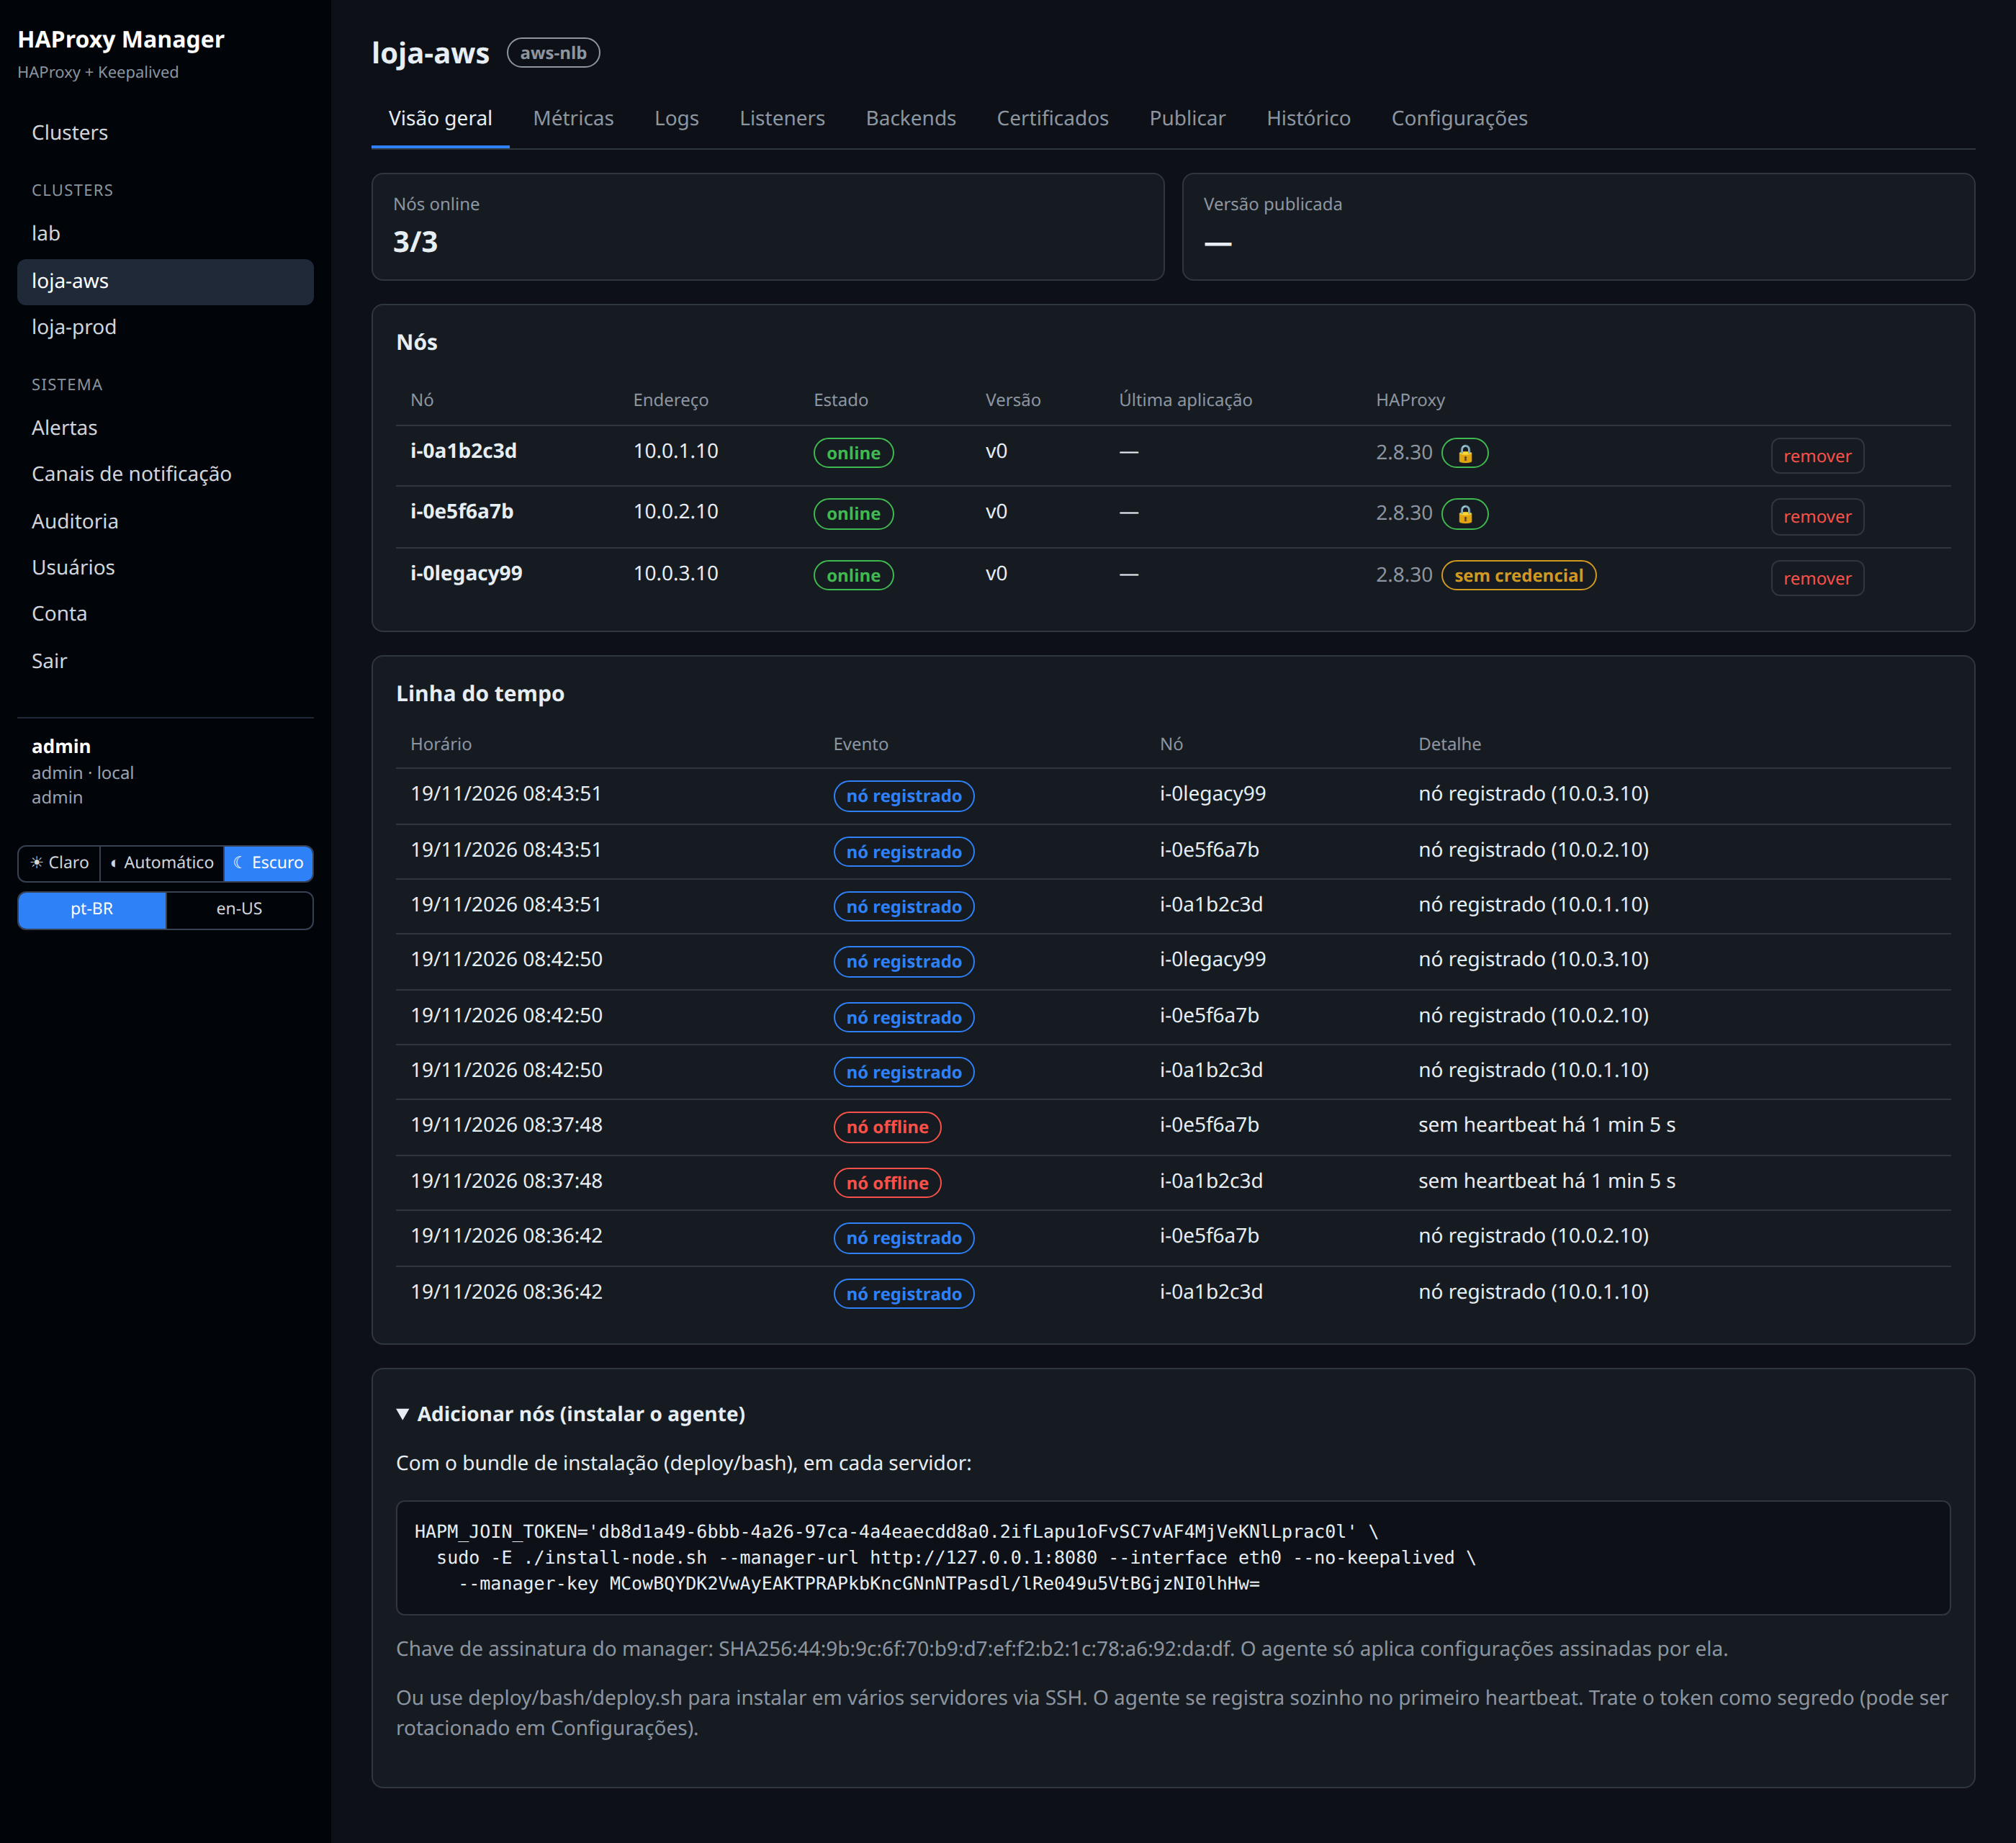 HAProxy Manager
HAProxy + Keepalived
Clusters
CLUSTERS
lab
loja-aws
loja-prod
SISTEMA
Alertas
Canais de notificação
Auditoria
Usuários
Conta
Sair
admin
admin · local
admin
☀ Claro Automático ☾ Escuro
pt-BR en-US
loja-aws aws-nlb
Visão geral Métricas Logs Listeners Backends Certificados Publicar Histórico Configurações
Nós online
3/3
Versão publicada
—
Nós
Nó Endereço Estado Versão Última aplicação HAProxy
i-0a1b2c3d 10.0.1.10 online v0 — 2.8.30 🔒 remover
i-0e5f6a7b 10.0.2.10 online v0 — 2.8.30 🔒 remover
i-0legacy99 10.0.3.10 online v0 — 2.8.30 sem credencial remover
Linha do tempo
Horário Evento Nó Detalhe
19/11/2026 08:43:51 nó registrado i-0legacy99 nó registrado (10.0.3.10)
19/11/2026 08:43:51 nó registrado i-0e5f6a7b nó registrado (10.0.2.10)
19/11/2026 08:43:51 nó registrado i-0a1b2c3d nó registrado (10.0.1.10)
19/11/2026 08:42:50 nó registrado i-0legacy99 nó registrado (10.0.3.10)
19/11/2026 08:42:50 nó registrado i-0e5f6a7b nó registrado (10.0.2.10)
19/11/2026 08:42:50 nó registrado i-0a1b2c3d nó registrado (10.0.1.10)
19/11/2026 08:37:48 nó offline i-0e5f6a7b sem heartbeat há 1 min 5 s
19/11/2026 08:37:48 nó offline i-0a1b2c3d sem heartbeat há 1 min 5 s
19/11/2026 08:36:42 nó registrado i-0e5f6a7b nó registrado (10.0.2.10)
19/11/2026 08:36:42 nó registrado i-0a1b2c3d nó registrado (10.0.1.10)
▼ Adicionar nós (instalar o agente)
Com o bundle de instalação (deploy/bash), em cada servidor:
HAPM_JOIN_TOKEN='db8d1a49-6bbb-4a26-97ca-4a4eaecdd8a0.2ifLapu1oFvSC7vAF4MjVeKNlLprac0l' \
sudo -E ./install-node.sh --manager-url http://127.0.0.1:8080 --interface eth0 --no-keepalived \
--manager-key MCowBQYDK2VwAyEAKTPRAPkbKncGNnNTPasdl/lRe049u5VtBGjzNI0lhHw=
Chave de assinatura do manager: SHA256:44:9b:9c:6f:70:b9:d7:ef:f2:b2:1c:78:a6:92:da:df. O agente só aplica configurações assinadas por ela.
Ou use deploy/bash/deploy.sh para instalar em vários servidores via SSH. O agente se registra sozinho no primeiro heartbeat. Trate o token como segredo (pode ser
rotacionado em Configurações).